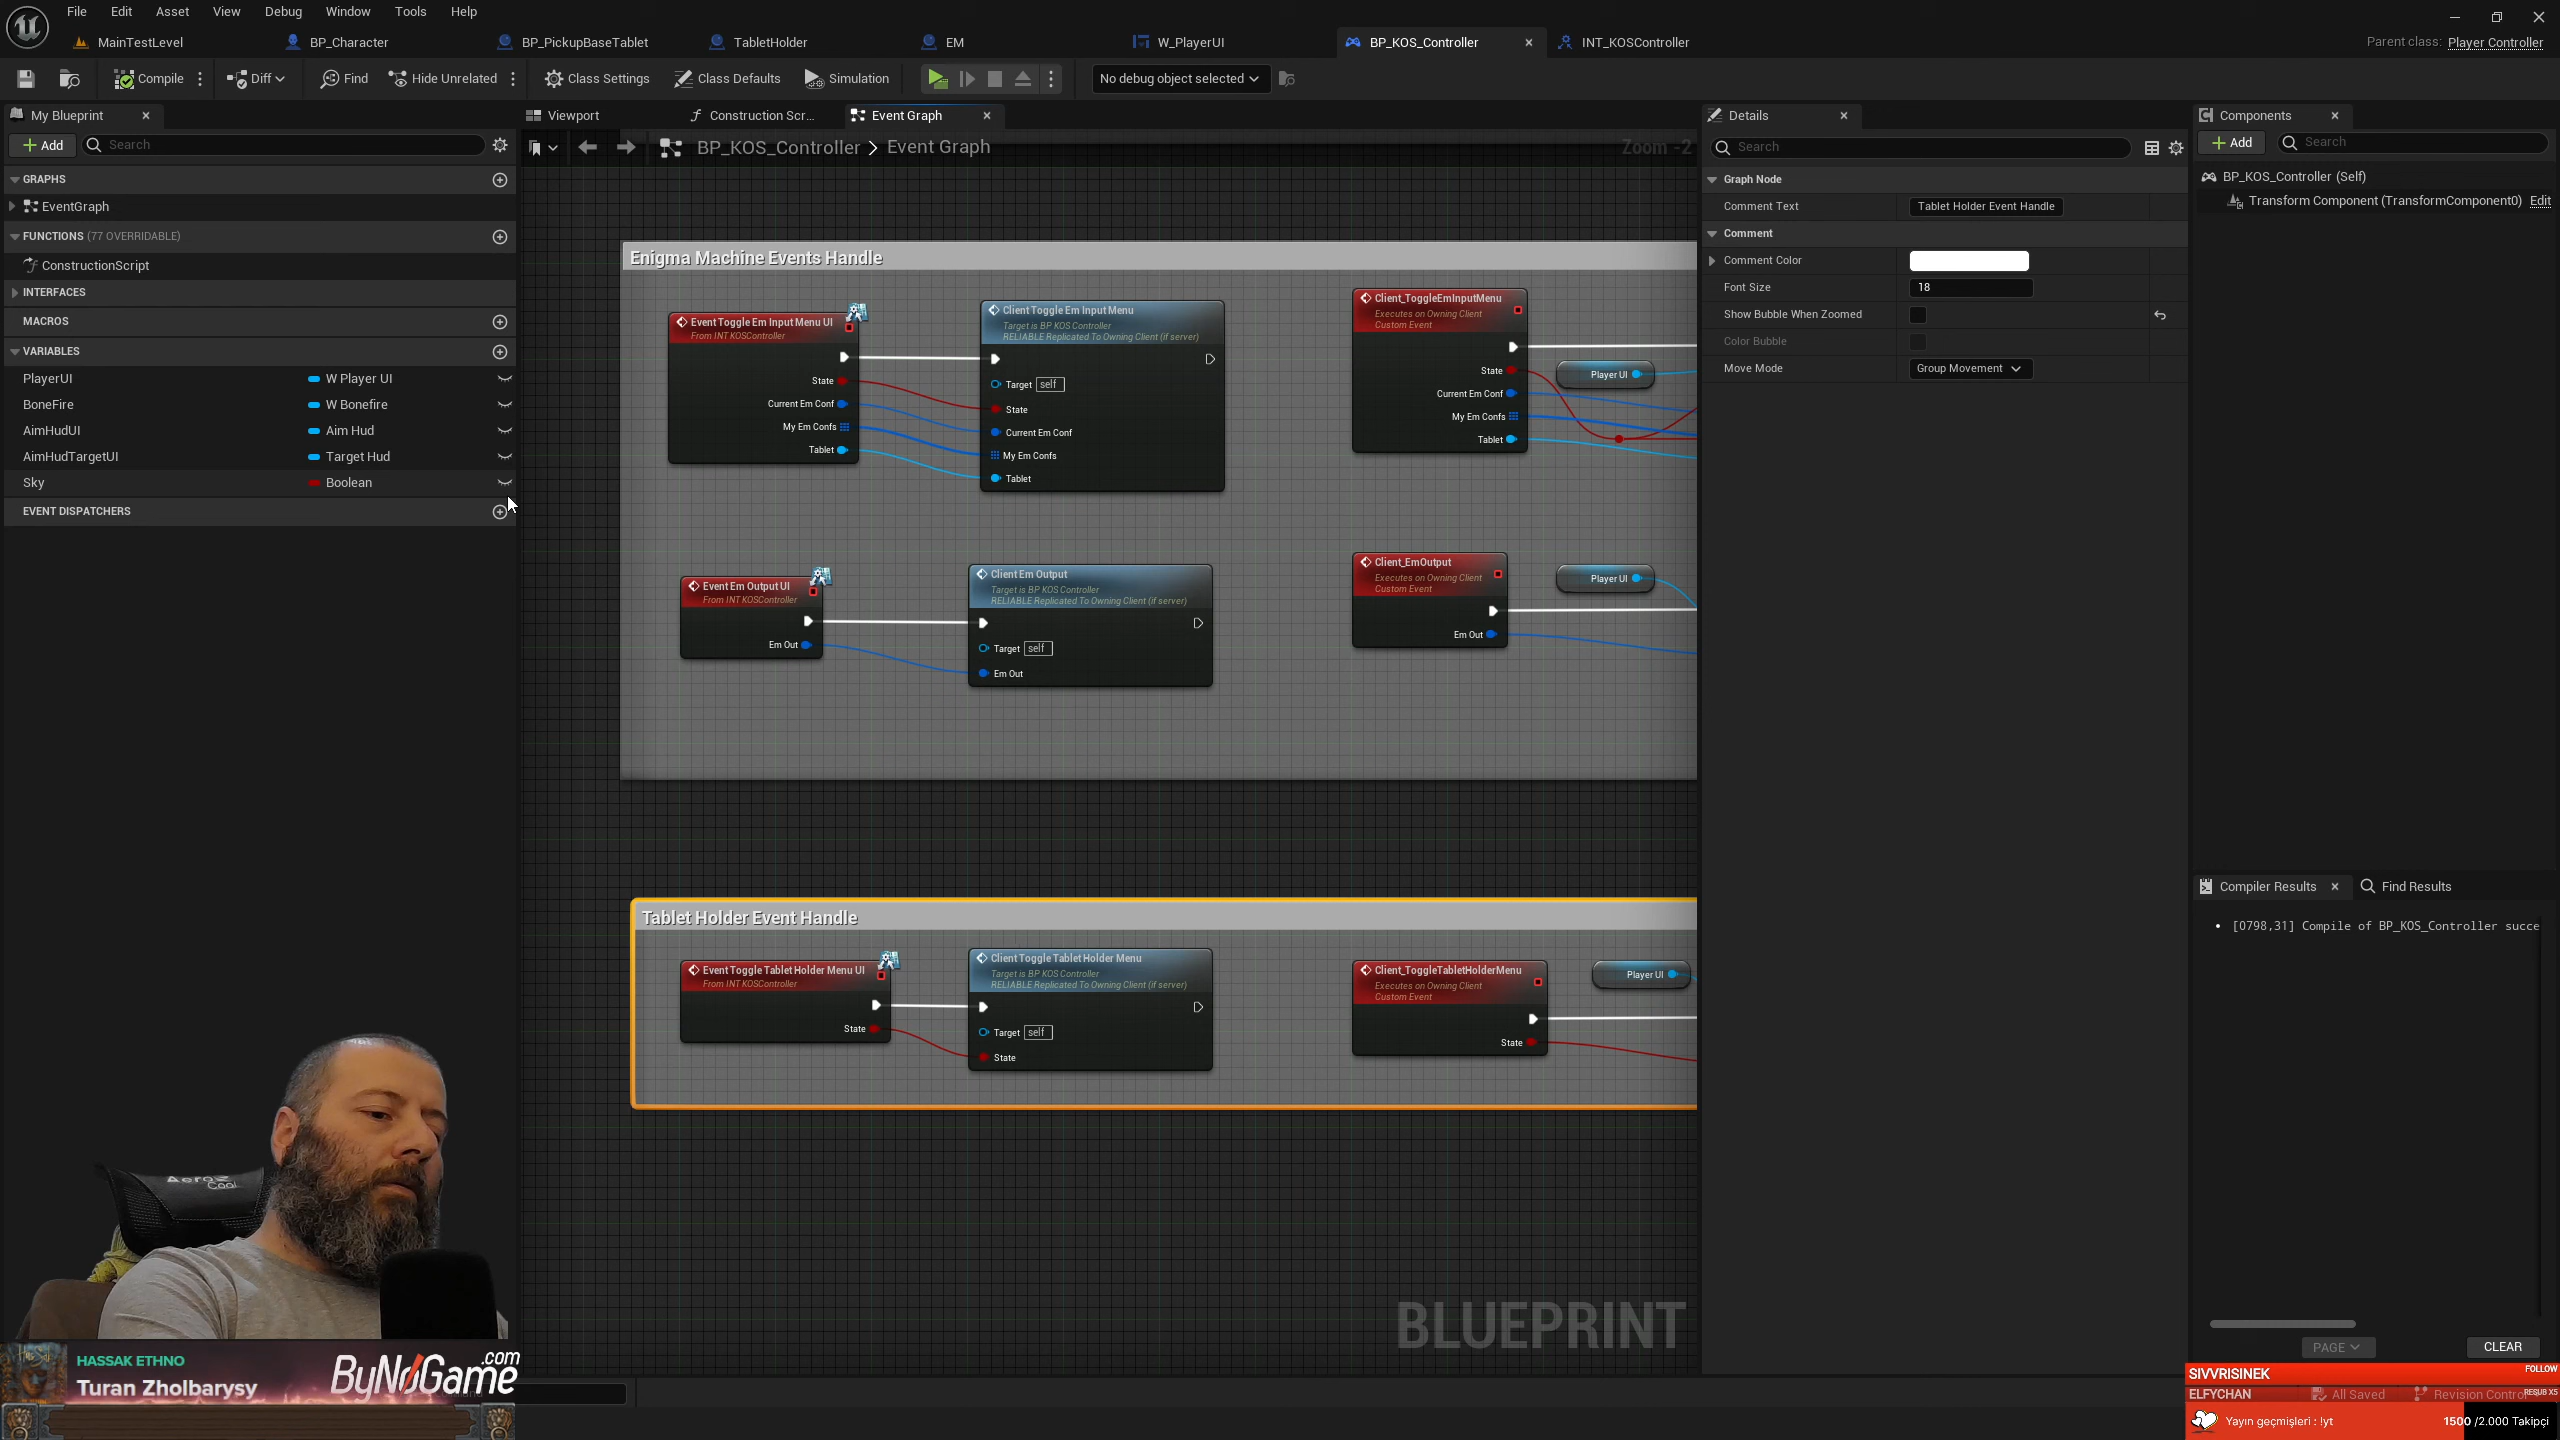 File Edit Asset View Debug Window Tools Help
MainTestLevel BP_Character BP_PickupBaseTablet TabletHolder EM W_PlayerUI BP_KOS_Controller INT_KOSController
Parent class: Player Controller
Compile Diff Find Hide Unrelated Class Settings Class Defaults Simulation No debug object selected
My Blueprint
Add Search
GRAPHS
EventGraph
FUNCTIONS (77 OVERRIDABLE)
ConstructionScript
INTERFACES
MACROS
VARIABLES
PlayerUI W Player UI
BoneFire W Bonefire
AimHudUI Aim Hud
AimHudTargetUI Target Hud
Sky Boolean
EVENT DISPATCHERS
Viewport Construction Scr... Event Graph
BP_KOS_Controller > Event Graph
Zoom -2
Enigma Machine Events Handle
Event Toggle Em Input Menu UI
From INT KOSController
State
Current Em Conf
My Em Confs
Tablet
Client Toggle Em Input Menu
Target is BP KOS Controller
RELIABLE Replicated To Owning Client (if server)
Target self
State
Current Em Conf
My Em Confs
Tablet
Client_ToggleEmInputMenu
Executes on Owning Client
Custom Event
State
Current Em Conf
My Em Confs
Tablet
Player UI
Event Em Output UI
From INT KOSController
Em Out
Client Em Output
Target is BP KOS Controller
RELIABLE Replicated To Owning Client (if server)
Target self
Em Out
Client_EmOutput
Executes on Owning Client
Custom Event
Em Out
Player UI
Tablet Holder Event Handle
Event Toggle Tablet Holder Menu UI
From INT KOSController
State
Client Toggle Tablet Holder Menu
Target is BP KOS Controller
RELIABLE Replicated To Owning Client (if server)
Target self
State
Client_ToggleTabletHolderMenu
Executes on Owning Client
Custom Event
State
Player UI
BLUEPRINT
Details
Search
Graph Node
Comment Text Tablet Holder Event Handle
Comment
Comment Color
Font Size 18
Show Bubble When Zoomed
Color Bubble
Move Mode Group Movement
Components
Add Search
BP_KOS_Controller (Self)
Transform Component (TransformComponent0) Edit
Compiler Results Find Results
[0798,31] Compile of BP_KOS_Controller succe
PAGE CLEAR
AeroCool
HASSAK ETHNO
Turan Zholbarysy
ByNoGame.com
SIVVRISINEK FOLLOW
ELFYCHAN RESUB X5
All Saved Revision Contro
Yayın geçmişleri : !yt 1500 /2.000 Takipçi